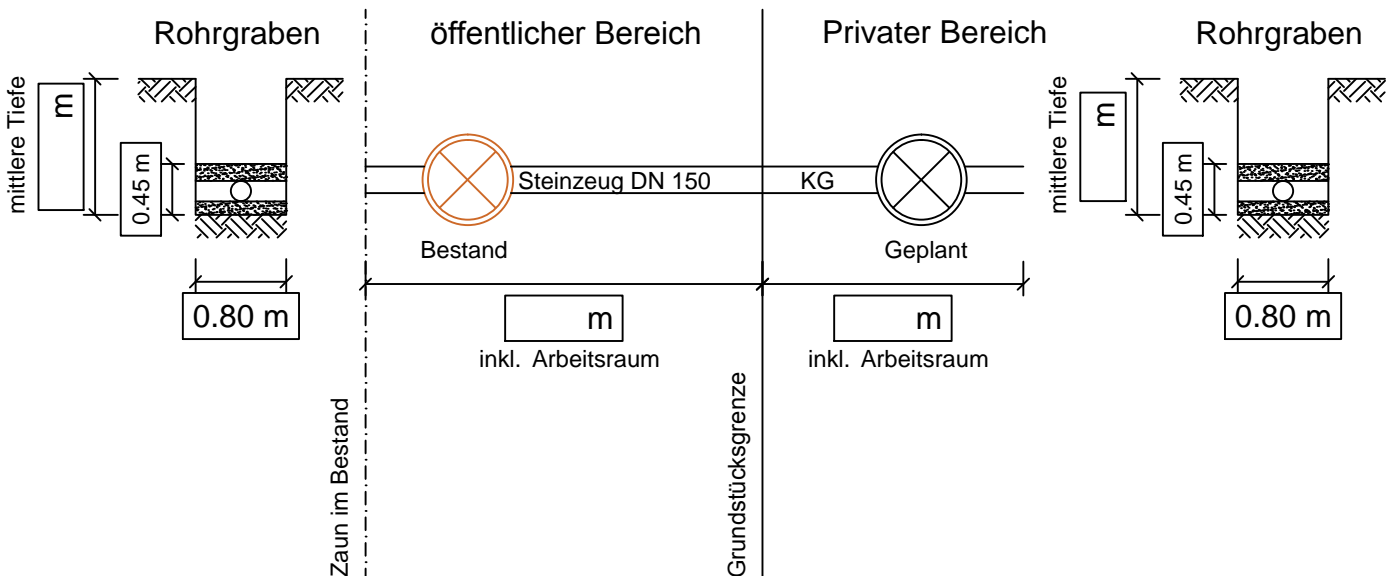 Rohrgraben
öffentlicher Bereich
Privater Bereich
Rohrgraben
mittlere Tiefe
m
0.45 m
0.80 m
Steinzeug DN 150
KG
Bestand
Geplant
m
inkl. Arbeitsraum
m
inkl. Arbeitsraum
mittlere Tiefe
m
0.45 m
0.80 m
Zaun im Bestand
Grundstücksgrenze